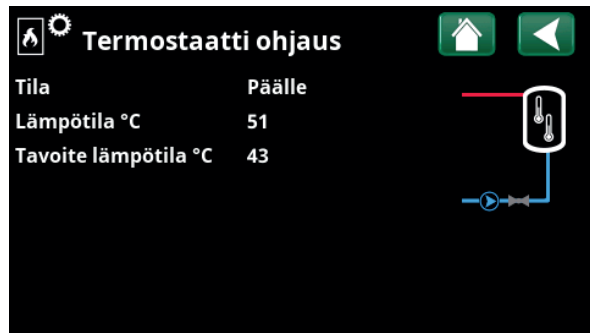 Termostaatti ohjaus
Tila Päälle
Lämpötila °C 51
Tavoite lämpötila °C 43